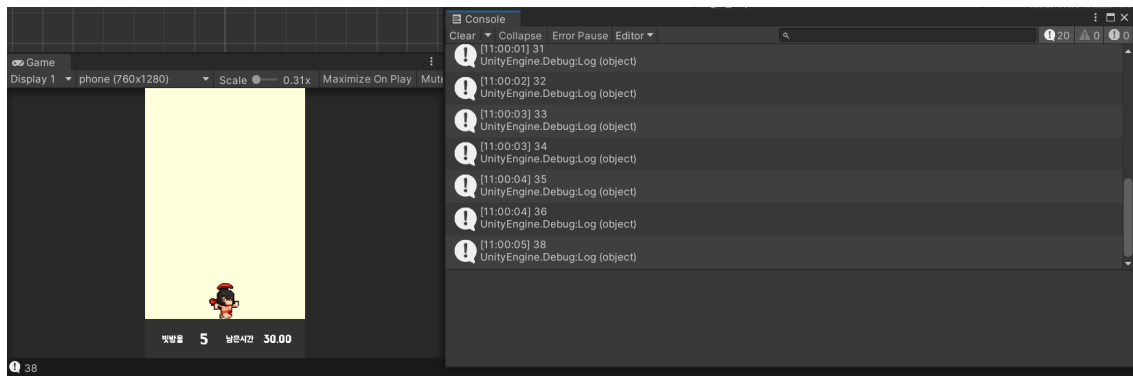 Console
Clear Collapse Error Pause Editor 20 0 0
[11:00:01] 31
UnityEngine.Debug:Log (object)
[11:00:02] 32
UnityEngine.Debug:Log (object)
[11:00:03] 33
UnityEngine.Debug:Log (object)
[11:00:03] 34
UnityEngine.Debug:Log (object)
[11:00:04] 35
UnityEngine.Debug:Log (object)
[11:00:04] 36
UnityEngine.Debug:Log (object)
[11:00:05] 38
UnityEngine.Debug:Log (object)
Game
Display 1 phone (760x1280) Scale 0.31x Maximize On Play Mute
빗방울 5 남은시간 30.00
38